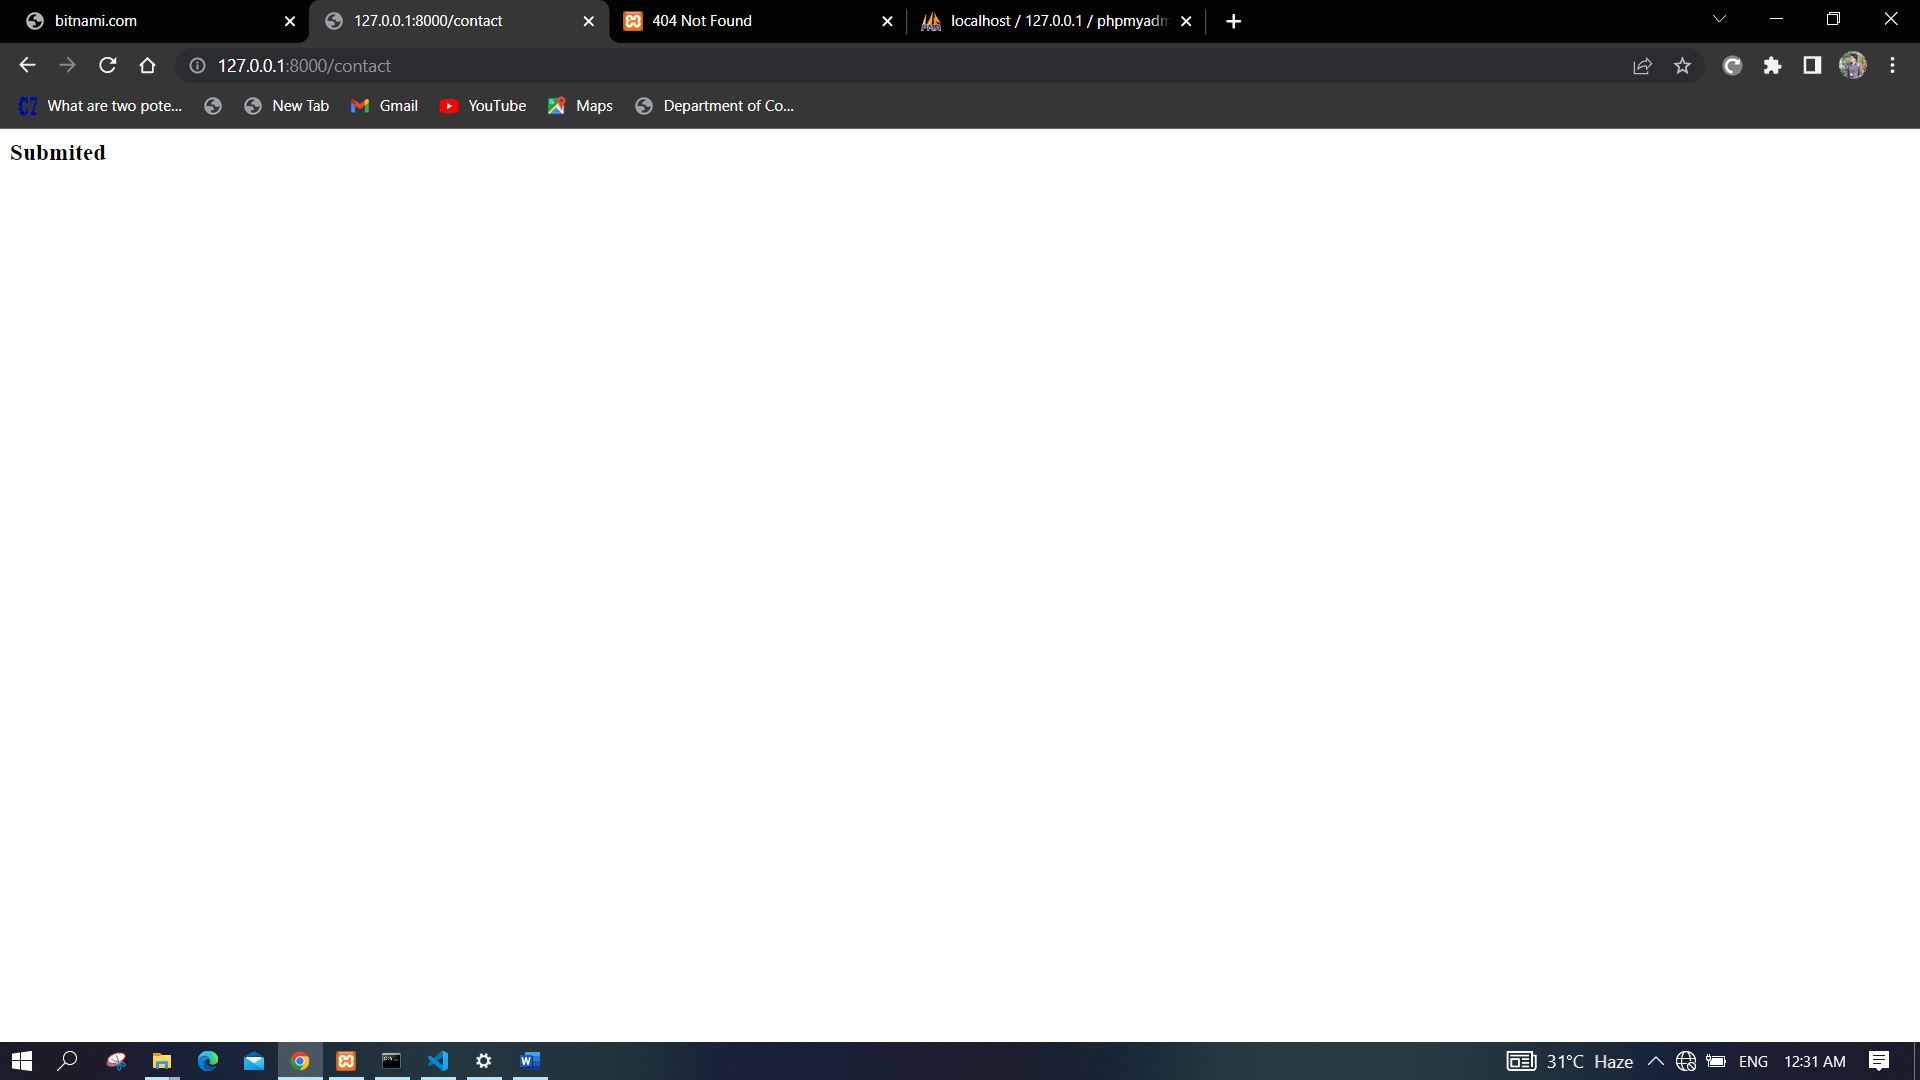 bitnami.com
127.0.0.1:8000/contact
404 Not Found
localhost / 127.0.0.1 / phpmyadm
127.0.0.1:8000/contact
What are two pote...
New Tab
Gmail
YouTube
Maps
Department of Co...
Submited
31°C Haze
ENG
12:31 AM